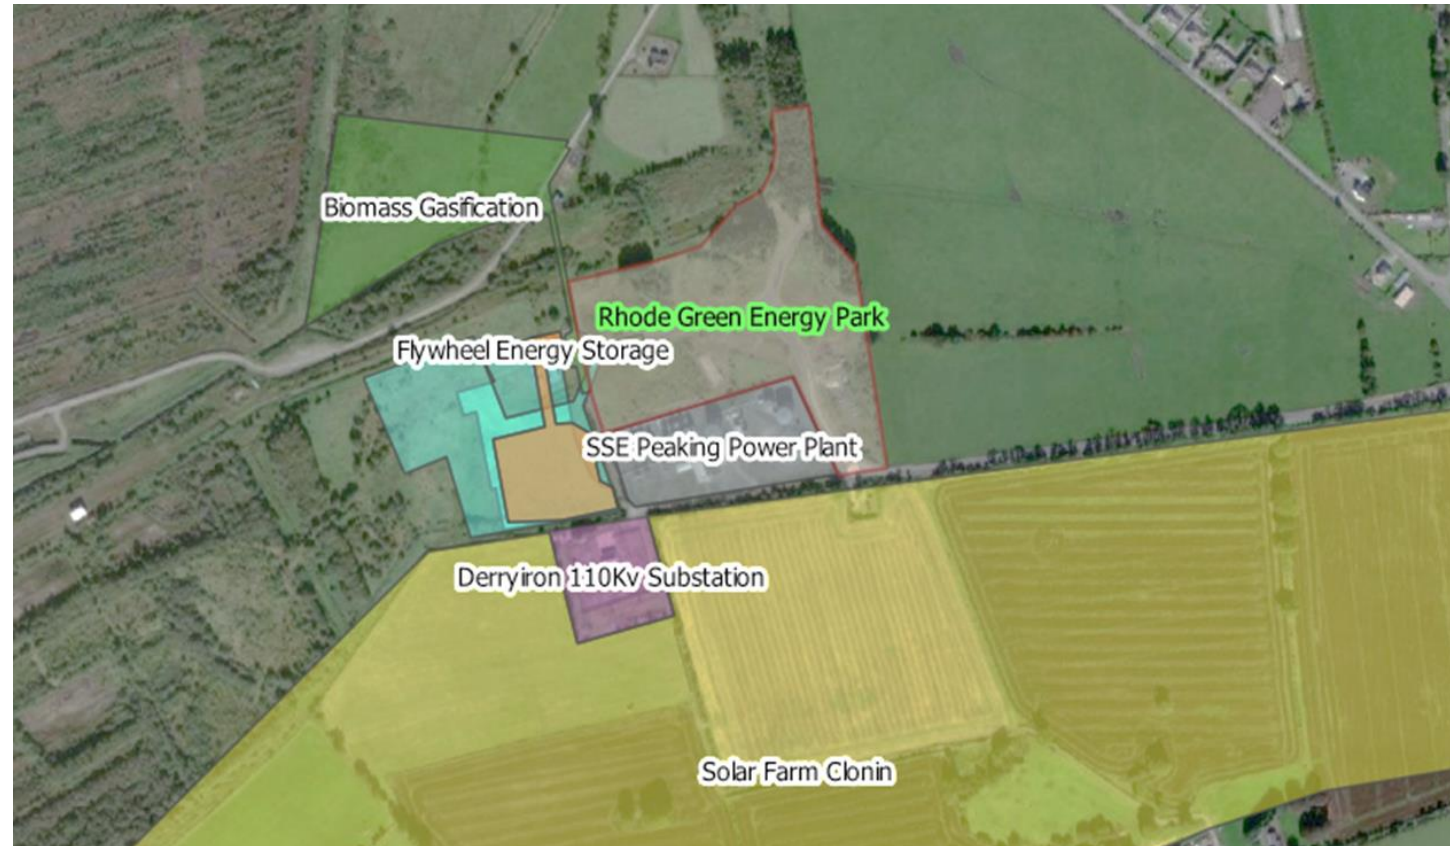 Biomass Gasification
Rhode Green Energy Park
Flywheel Energy Storage
SSE Peaking Power Plant
Derryiron 110Kv Substation
Solar Farm Clonin